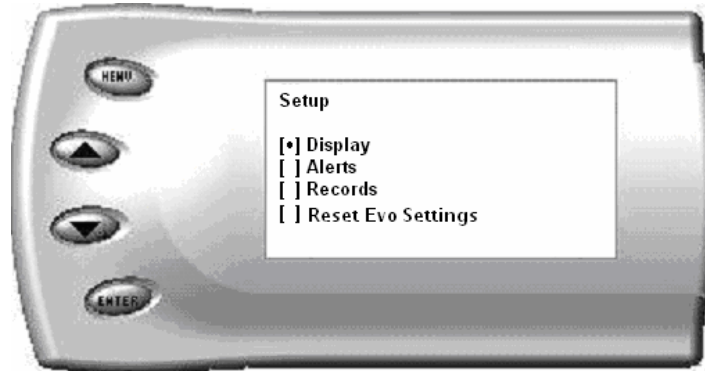 MENU
Setup
[•] Display
[ ] Alerts
[ ] Records
[ ] Reset Evo Settings
ENTER